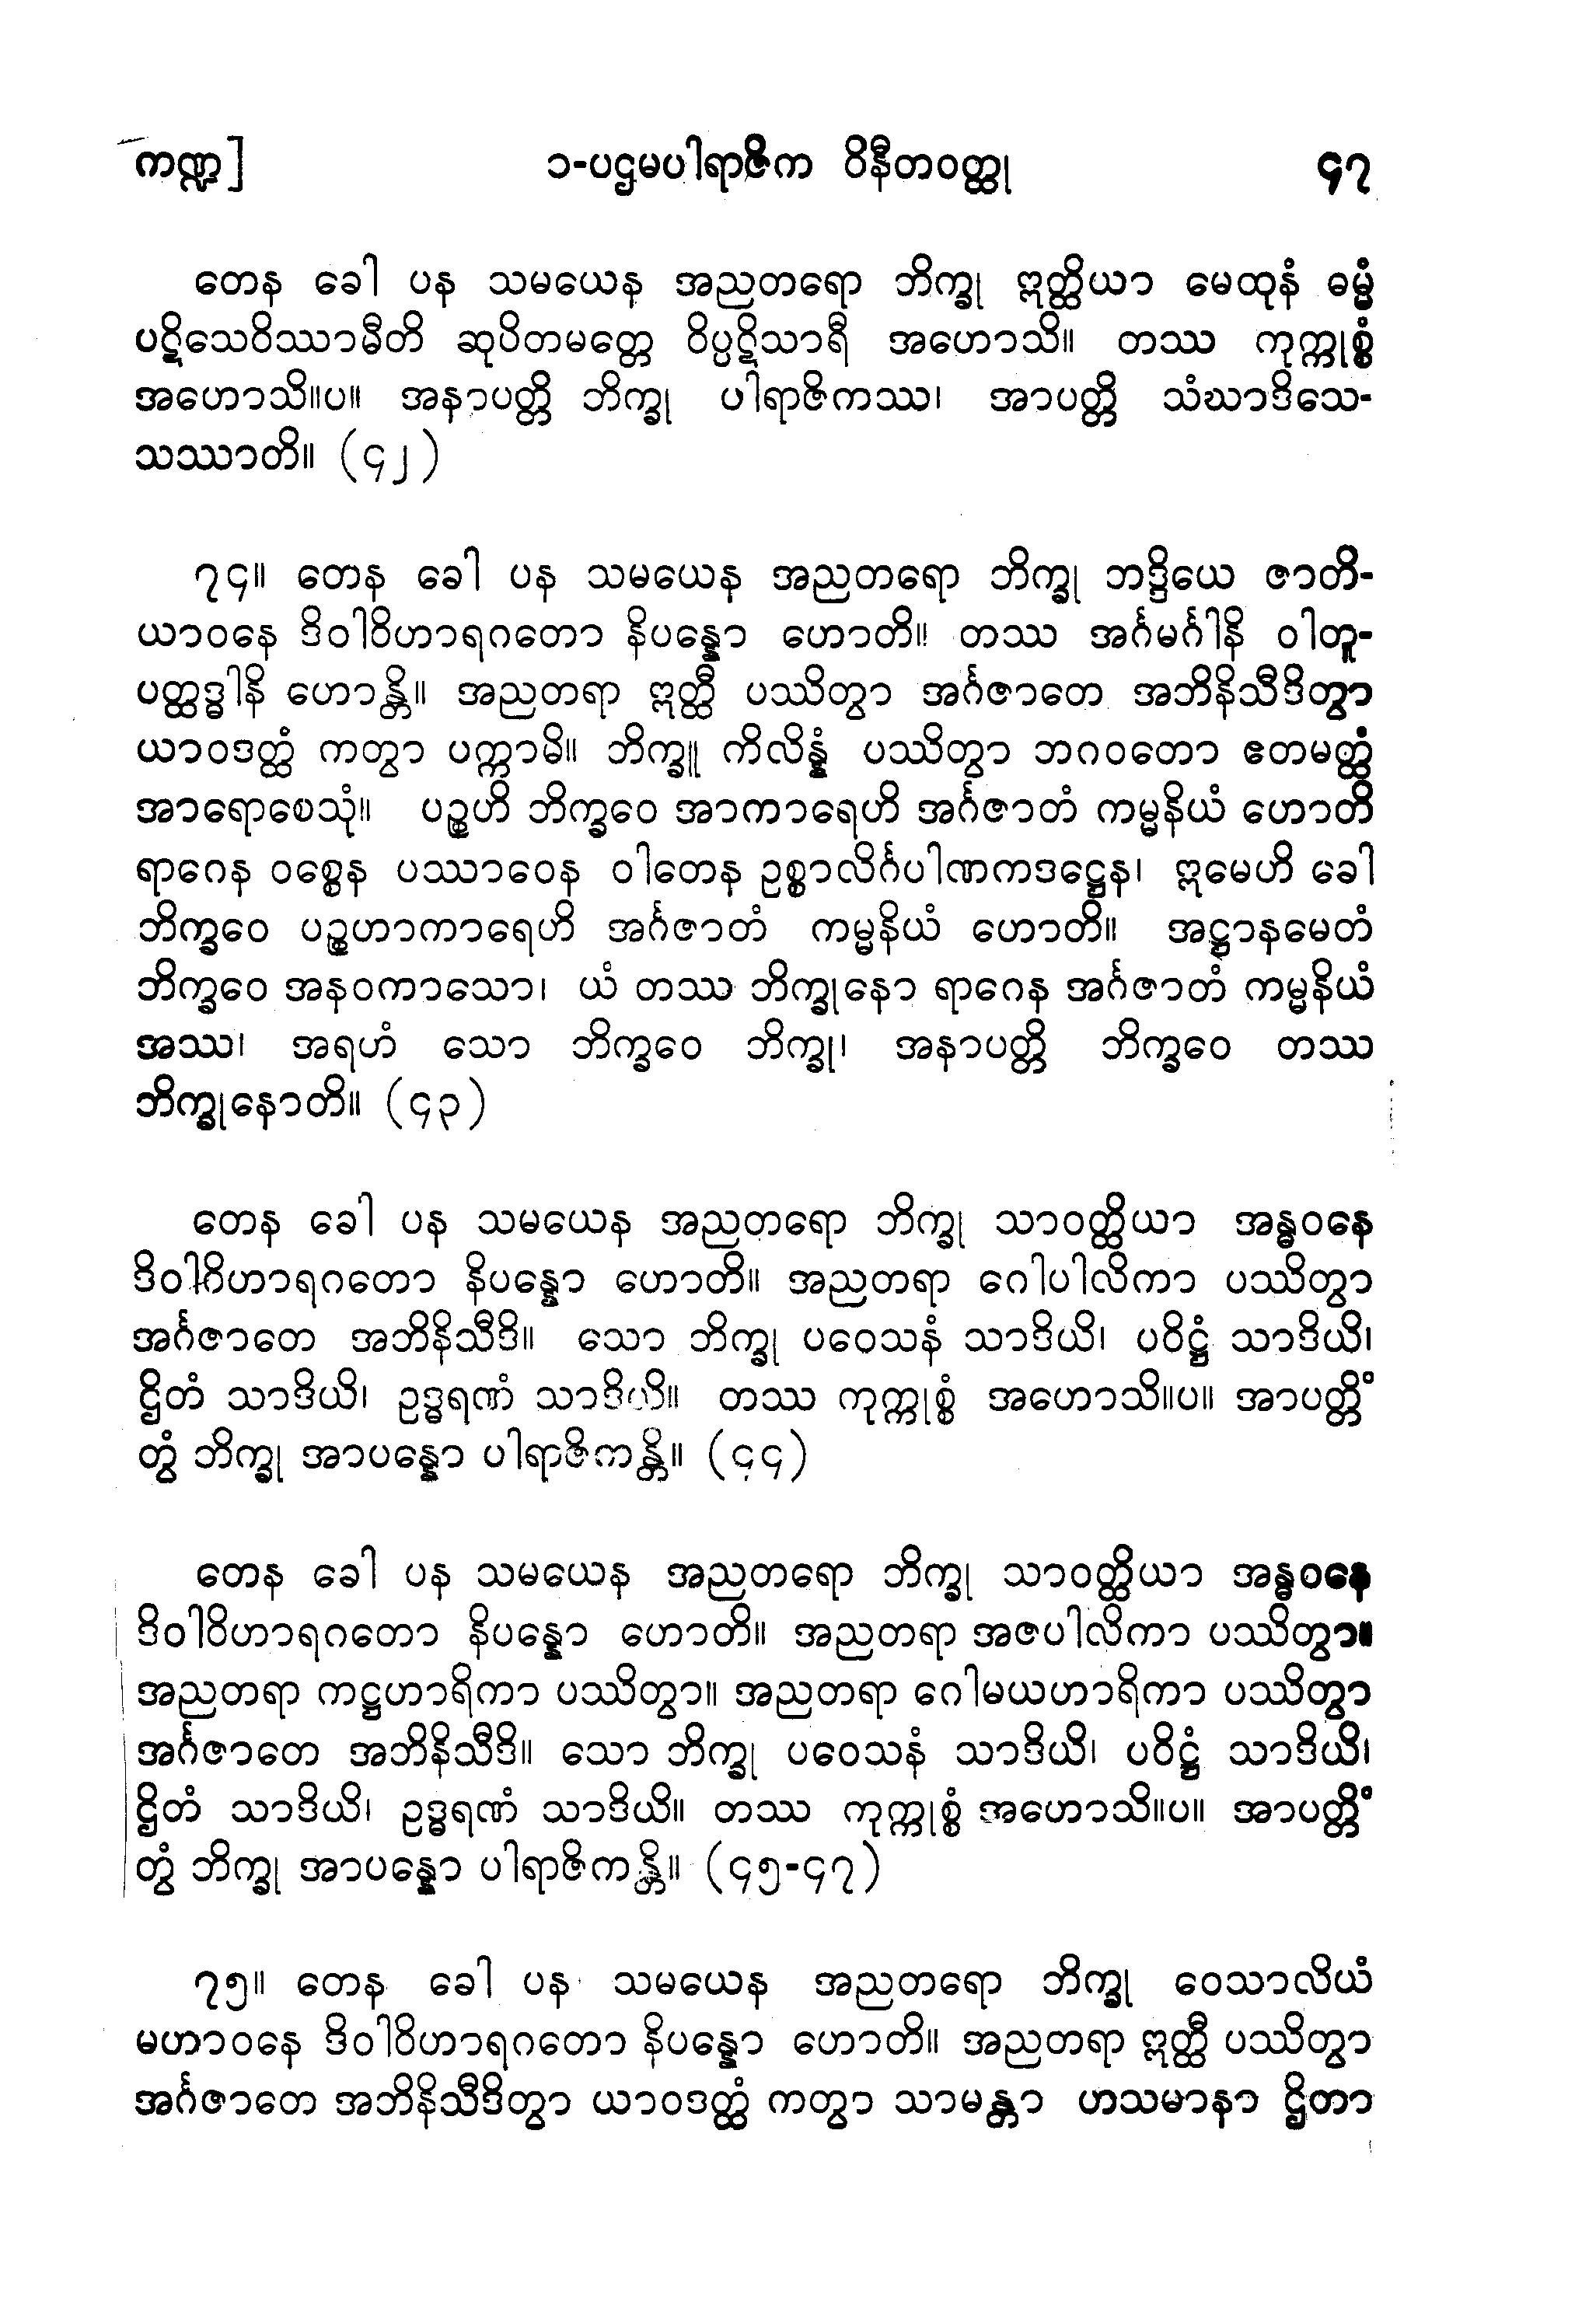 ကဏ္ဍ] ၁-ပဌမပါရာဇိက ဝိနီတဝတ္ထု ၄၇
တေန ခေါ ပန သမယေန အညတရော ဘိက္ခု ဣတ္ထိယာ မေထုနံ ဓမ္မံ
ပဋိသေဝိဿာမီတိ ဆုပိတမတ္တေ ဝိပ္ပဋိသာရီ အဟောသိ။ တဿ ကုက္ကုစ္စံ
အဟောသိ။ပ။ အနာပတ္တိ ဘိက္ခု ပါရာဇိကဿ၊ အာပတ္တိ သံဃာဒိသေ-
သဿာတိ။ (၄၂)
၇၄။ တေန ခေါ ပန သမယေန အညတရော ဘိက္ခု ဘဒ္ဒိယေ ဇာတိ-
ယာဝနေ ဒိဝါဝိဟာရဂတော နိပန္နော ဟောတိ။ တဿ အင်္ဂမင်္ဂါနိ ဝါတူ-
ပတ္ထဒ္ဓါနိ ဟောန္တိ။ အညတရာ ဣတ္ထီ ပဿိတွာ အင်္ဂဇာတေ အဘိနိသီဒိတွာ
ယာဝဒတ္ထံ ကတွာ ပက္ကာမိ။ ဘိက္ခူ ကိလိန္နံ ပဿိတွာ ဘဂဝတော ဧတမတ္ထံ
အာရောစေသုံ။ ပဉ္စဟိ ဘိက္ခဝေ အာကာရေဟိ အင်္ဂဇာတံ ကမ္မနိယံ ဟောတိ
ရာဂေန ဝစ္စေန ပဿာဝေန ဝါတေန ဥစ္စာလိင်္ဂပါဏကဒဋ္ဌေန၊ ဣမေဟိ ခေါ
ဘိက္ခဝေ ပဉ္စဟာကာရေဟိ အင်္ဂဇာတံ ကမ္မနိယံ ဟောတိ။ အဋ္ဌာနမေတံ
ဘိက္ခဝေ အနဝကာသော၊ ယံ တဿ ဘိက္ခုနော ရာဂေန အင်္ဂဇာတံ ကမ္မနိယံ
အဿ၊ အရဟံ သော ဘိက္ခဝေ ဘိက္ခု၊ အနာပတ္တိ ဘိက္ခဝေ တဿ
ဘိက္ခုနောတိ။ (၄၃)
တေန ခေါ ပန သမယေန အညတရော ဘိက္ခု သာဝတ္ထိယာ အန္ဓဝနေ
ဒိဝါဝိဟာရဂတော နိပန္နော ဟောတိ။ အညတရာ ဂေါပါလိကာ ပဿိတွာ
အင်္ဂဇာတေ အဘိနိသီဒိ။ သော ဘိက္ခု ပဝေသနံ သာဒိယိ၊ ပဝိဋ္ဌံ သာဒိယိ၊
ဌိတံ သာဒိယိ၊ ဥဒ္ဓရဏံ သာဒိယိ။ တဿ ကုက္ကုစ္စံ အဟောသိ။ပ။ အာပတ္တိံ
တွံ ဘိက္ခု အာပန္နော ပါရာဇိကန္တိ။ (၄၄)
တေန ခေါ ပန သမယေန အညတရော ဘိက္ခု သာဝတ္ထိယာ အန္ဓဝနေ
ဒိဝါဝိဟာရဂတော နိပန္နော ဟောတိ။ အညတရာ အဇပါလိကာ ပဿိတွာ။
အညတရာ ကဋ္ဌဟာရိကာ ပဿိတွာ။ အညတရာ ဂေါမယဟာရိကာ ပဿိတွာ
အင်္ဂဇာတေ အဘိနိသီဒိ။ သော ဘိက္ခု ပဝေသနံ သာဒိယိ၊ ပဝိဋ္ဌံ သာဒိယိ၊
ဌိတံ သာဒိယိ၊ ဥဒ္ဓရဏံ သာဒိယိ။ တဿ ကုက္ကုစ္စံ အဟောသိ။ပ။ အာပတ္တိံ
တွံ ဘိက္ခု အာပန္နော ပါရာဇိကန္တိ။ (၄၅-၄၇)
၇၅။ တေန ခေါ ပန သမယေန အညတရော ဘိက္ခု ဝေသာလိယံ
မဟာဝနေ ဒိဝါဝိဟာရဂတော နိပန္နော ဟောတိ။ အညတရာ ဣတ္ထီ ပဿိတွာ
အင်္ဂဇာတေ အဘိနိသီဒိတွာ ယာဝဒတ္ထံ ကတွာ သာမန္တာ ဟသမာနာ ဌိတာ